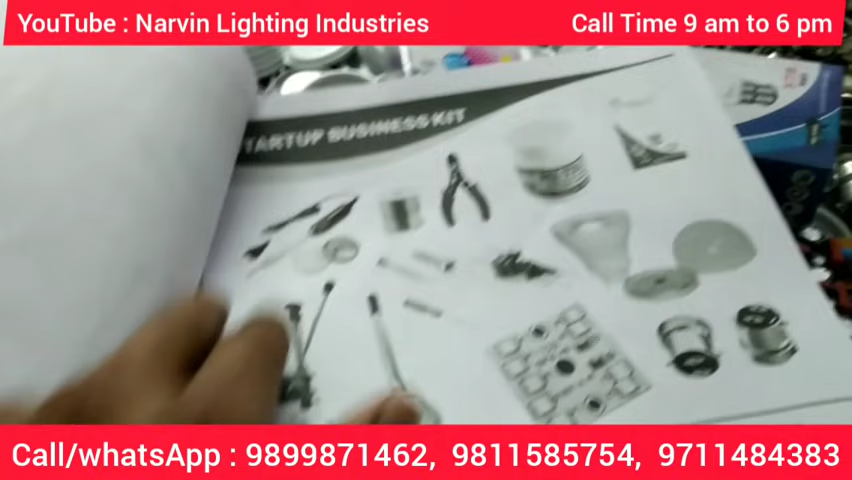 YouTube : Narvin Lighting Industries
Call Time 9 am to 6 pm
TARTUP BUSINESS KIT
Call/whatsApp : 9899871462, 9811585754, 9711484383